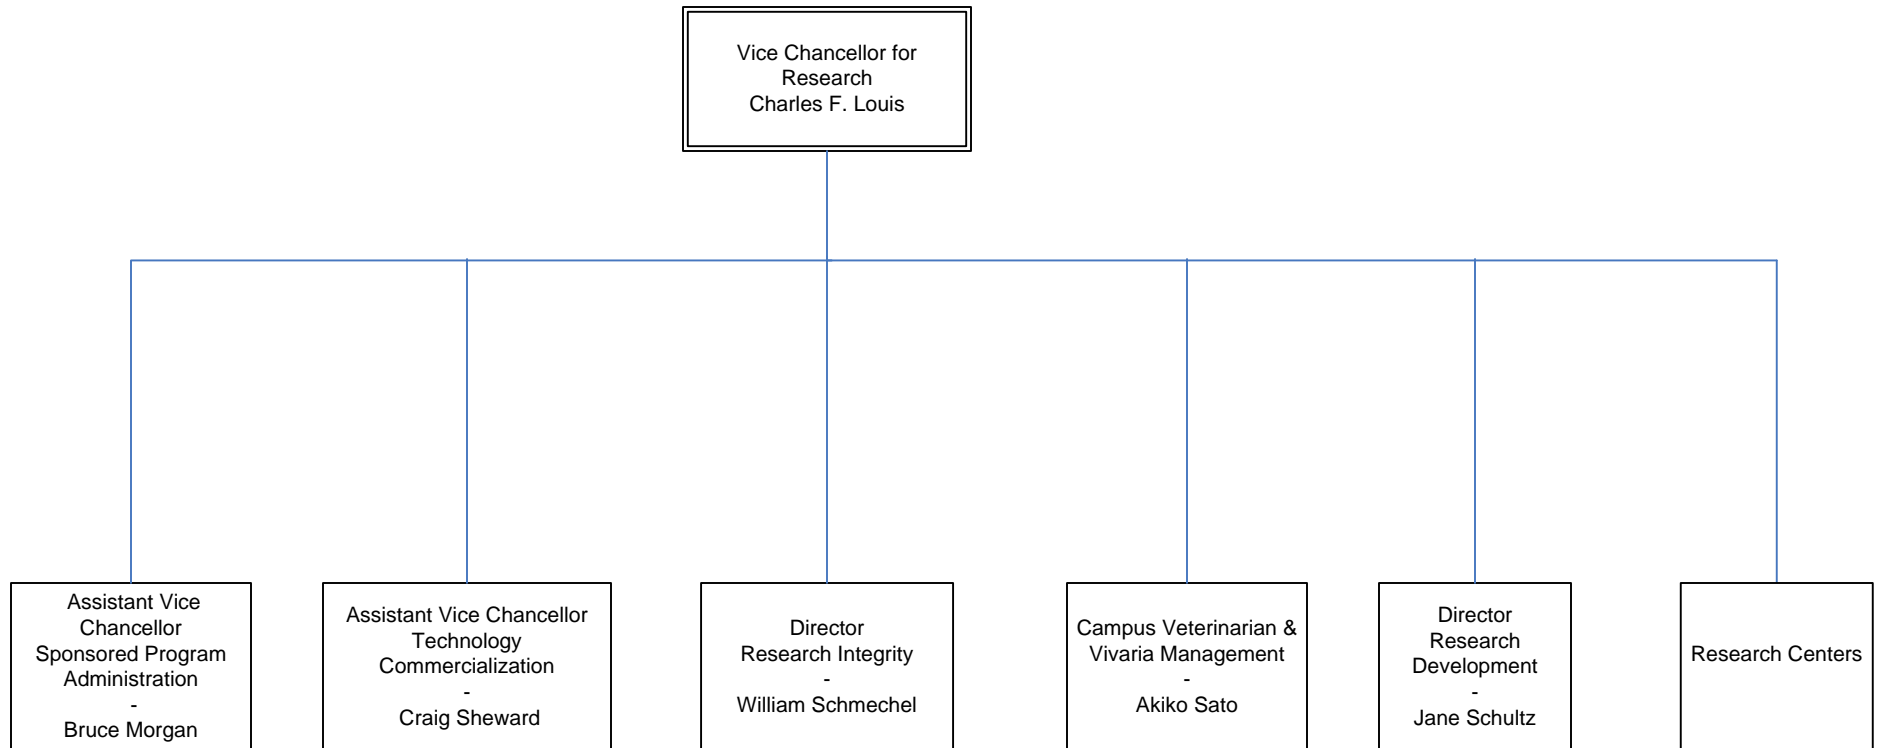 Vice Chancellor for
Research
Charles F. Louis
Assistant Vice
Chancellor
Sponsored Program
Administration
-
Bruce Morgan
Assistant Vice Chancellor
Technology
Commercialization
-
Craig Sheward
Director
Research Integrity
-
William Schmechel
Campus Veterinarian &
Vivaria Management
-
Akiko Sato
Director
Research
Development
-
Jane Schultz
Research Centers